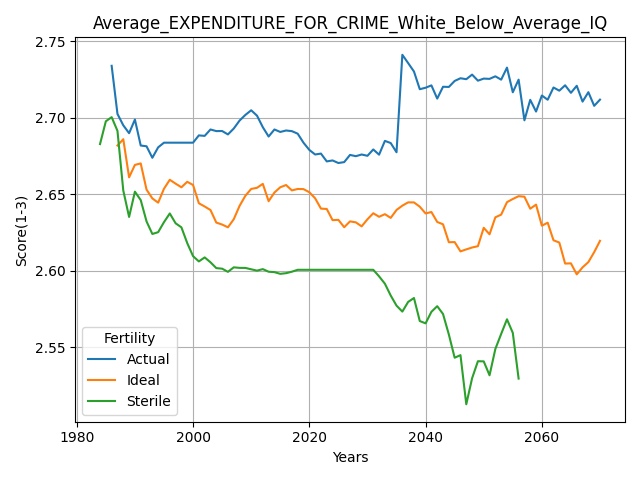 Average_EXPENDITURE_FOR_CRIME_White_Below_Average_IQ
2.75
2.70
2.65
2.60
2.55
Score(1-3)
Fertility
Actual
Ideal
Sterile
1980 2000 2020 2040 2060
Years